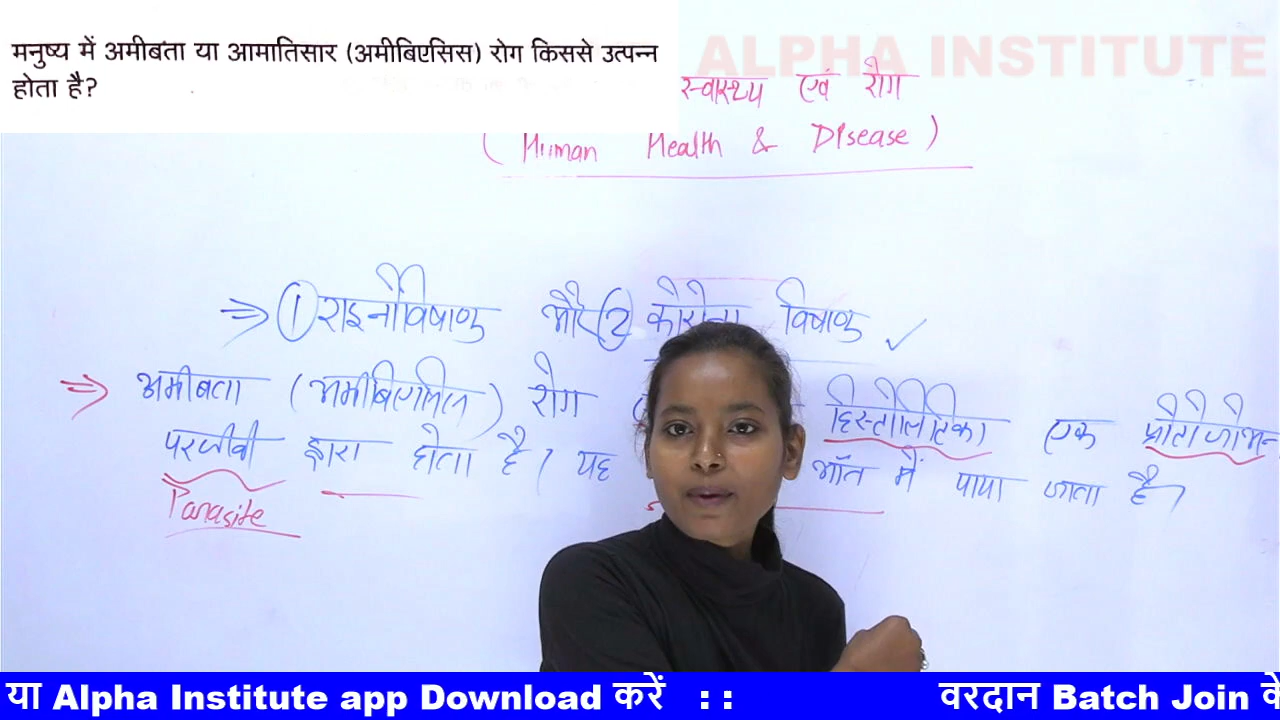 ALPHA INSTITUTE
मनुष्य में अमीबता या आमातिसार (अमीबिएसिस) रोग किससे उत्पन्न
होता है?
स्वास्थ्य एवं रोग
( Human Health & Disease )
⇒ ① राइनोविषाणु और ② कोरोना विषाणु ✓
⇒ अमीबता (अमीबिएसिस) रोग हिस्टोलिटिका एक प्रोटोजोअन
परजीवी द्वारा होता है। यह आँत में पाया जाता है।
Parasite
या Alpha Institute app Download करें : : वरदान Batch Join के